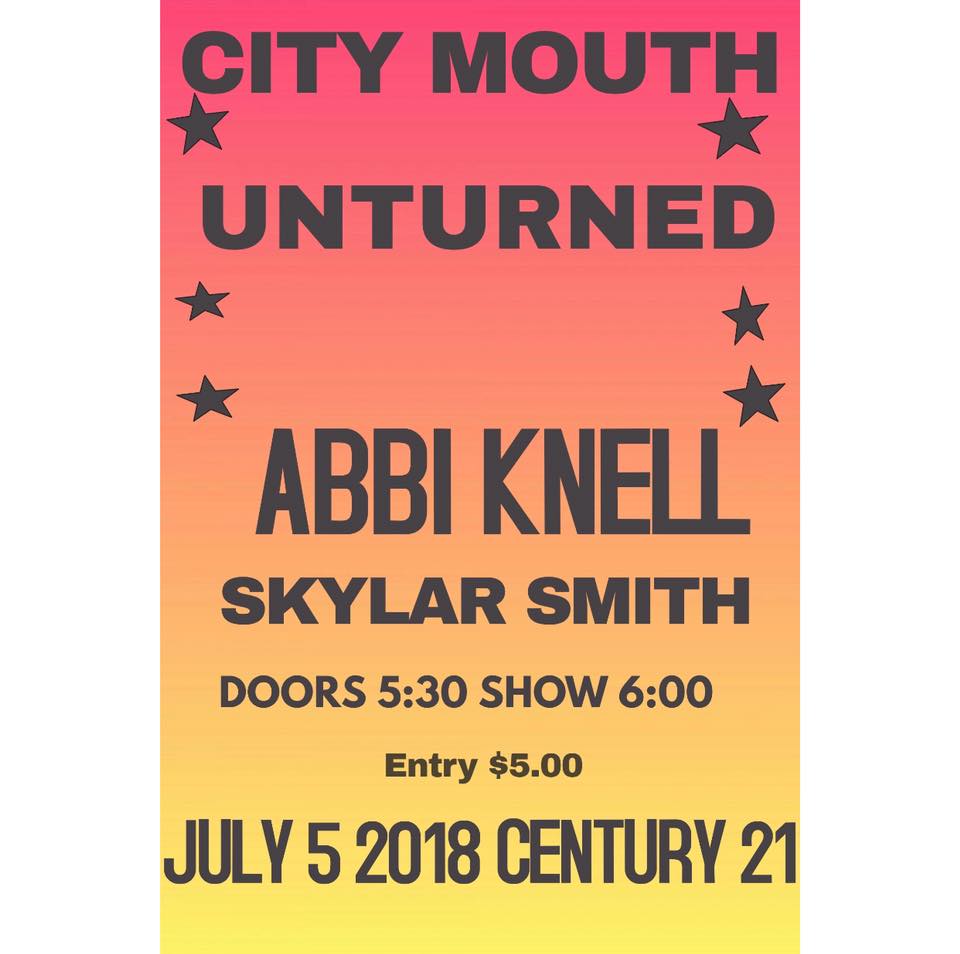 CITY MOUTH
UNTURNED
ABBI KNELL
SKYLAR SMITH
DOORS 5:30 SHOW 6:00
Entry $5.00
JULY 5 2018 CENTURY 21